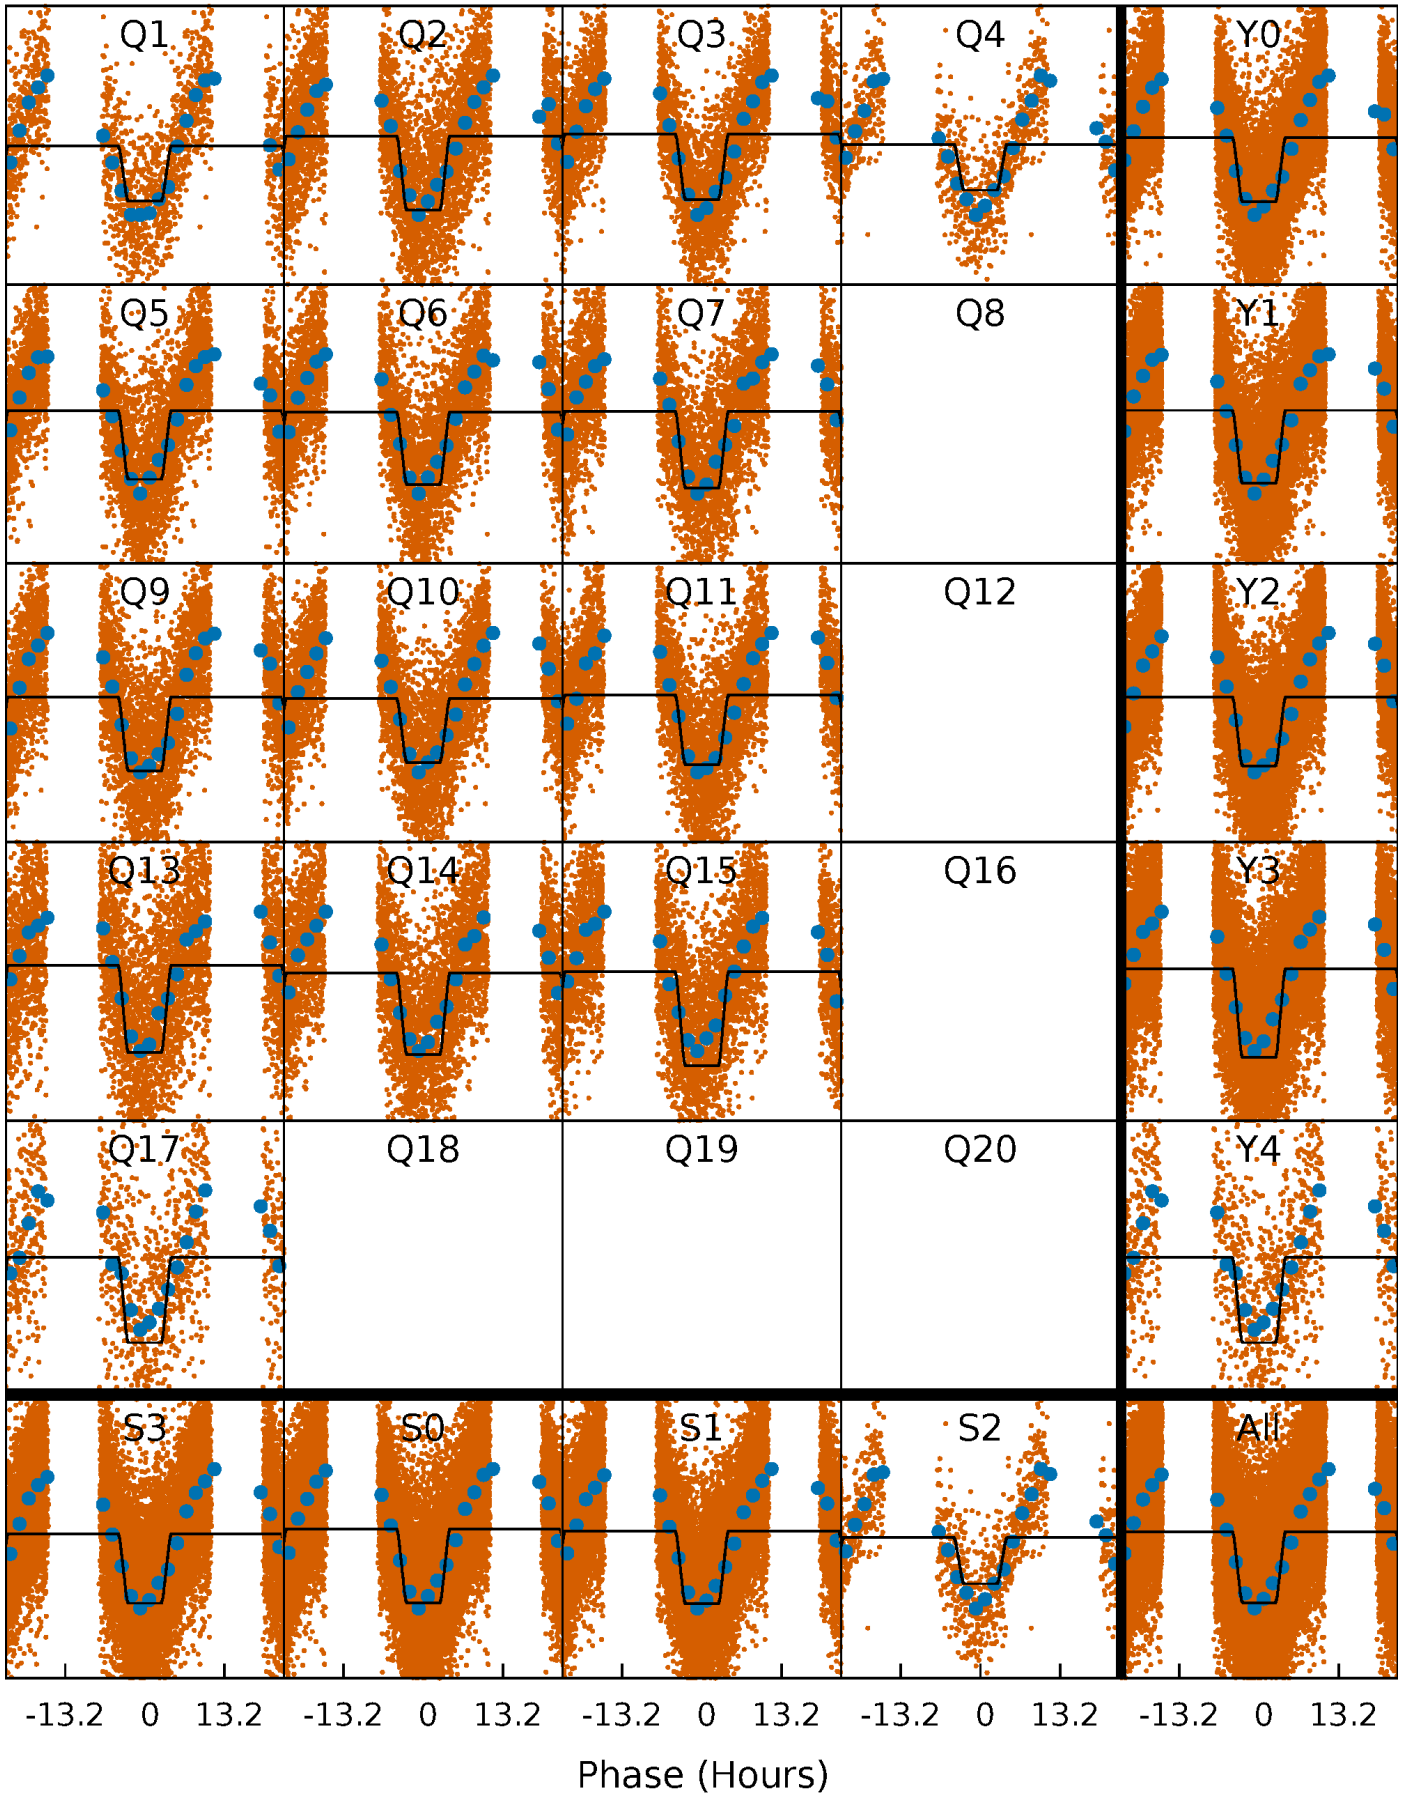 Q1 Q2 Q3 Q4 Y0
Q5 Q6 Q7 Q8 Y1
Q9 Q10 Q11 Q12 Y2
Q13 Q14 Q15 Q16 Y3
Q17 Q18 Q19 Q20 Y4
S3 S0 S1 S2 All
-13.2 0 13.2 -13.2 0 13.2 -13.2 0 13.2 -13.2 0 13.2 -13.2 0 13.2
Phase (Hours)